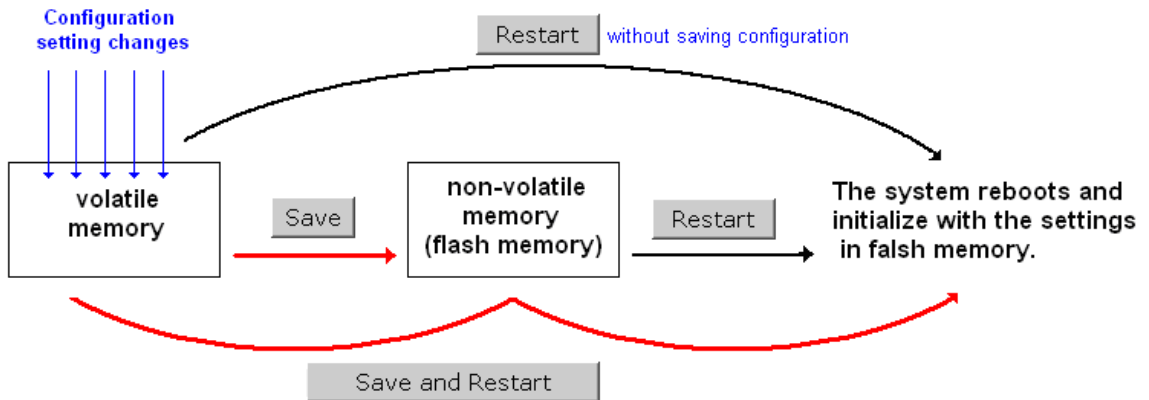 Configuration
setting changes
Restart without saving configuration
volatile
memory
Save
non-volatile
memory
(flash memory)
Restart
The system reboots and
initialize with the settings
in falsh memory.
Save and Restart